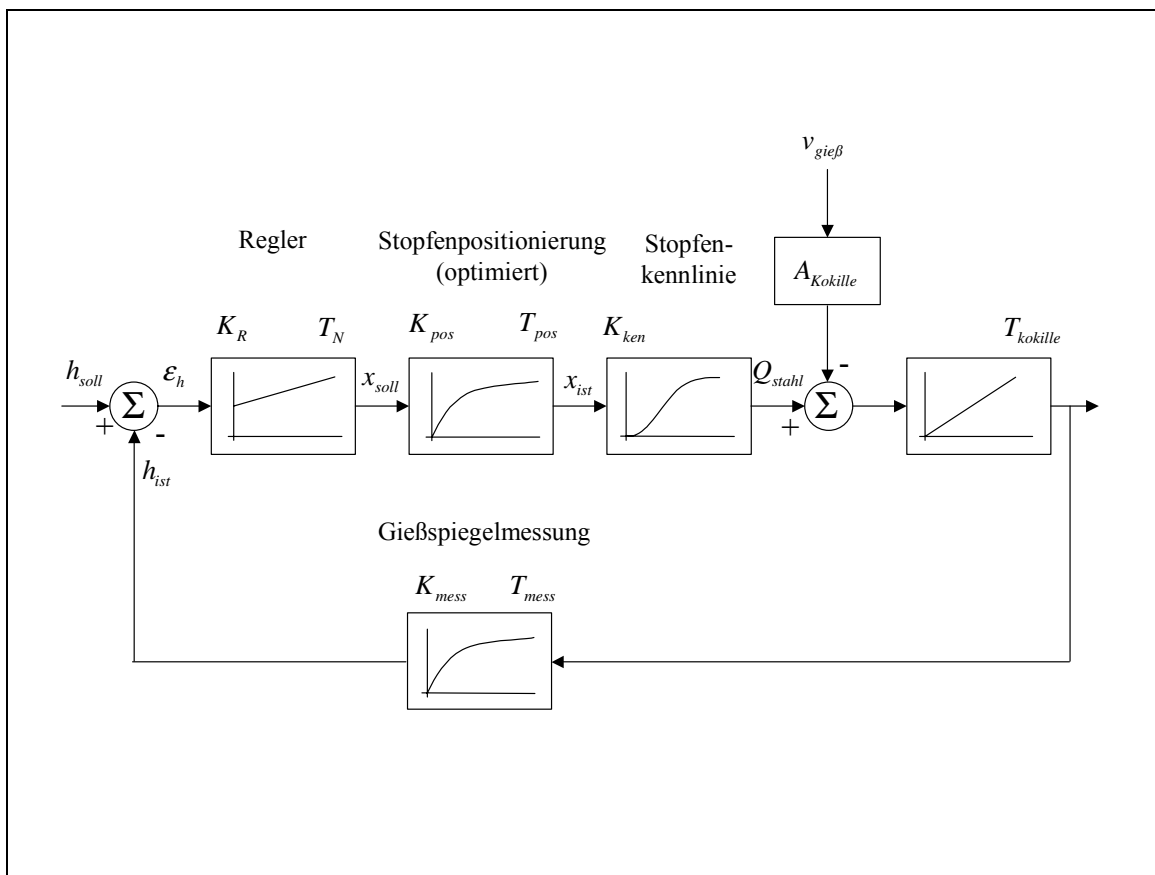 v_gieß
Regler
Stopfenpositionierung
(optimiert)
Stopfen-
kennlinie
A_Kokille
K_R T_N
K_pos T_pos
K_ken
T_kokille
h_soll
ε_h
x_soll
x_ist
Q_stahl
-
Σ
Σ
+
-
+
h_ist
Gießspiegelmessung
K_mess T_mess